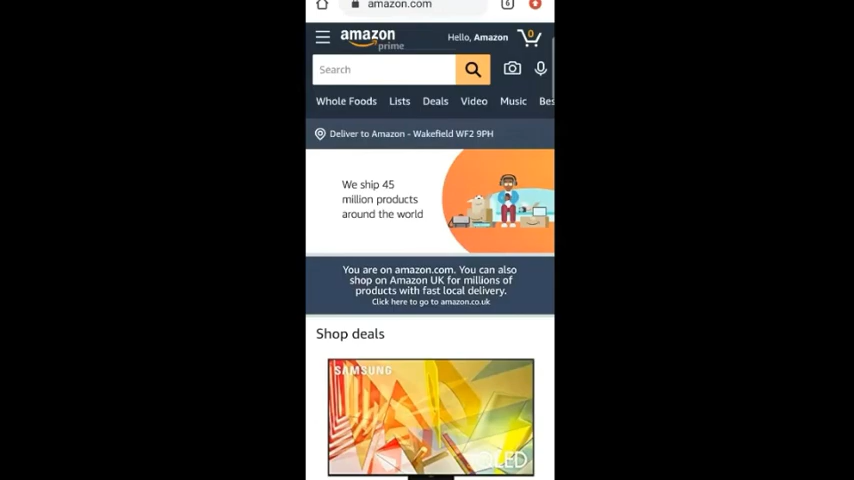 amazon.com
6
amazon
prime
Hello, Amazon
0
Search
Whole Foods Lists Deals Video Music Bes
Deliver to Amazon - Wakefield WF2 9PH
We ship 45
million products
around the world
You are on amazon.com. You can also
shop on Amazon UK for millions of
products with fast local delivery.
Click here to go to amazon.co.uk
Shop deals
SAMSUNG
QLED